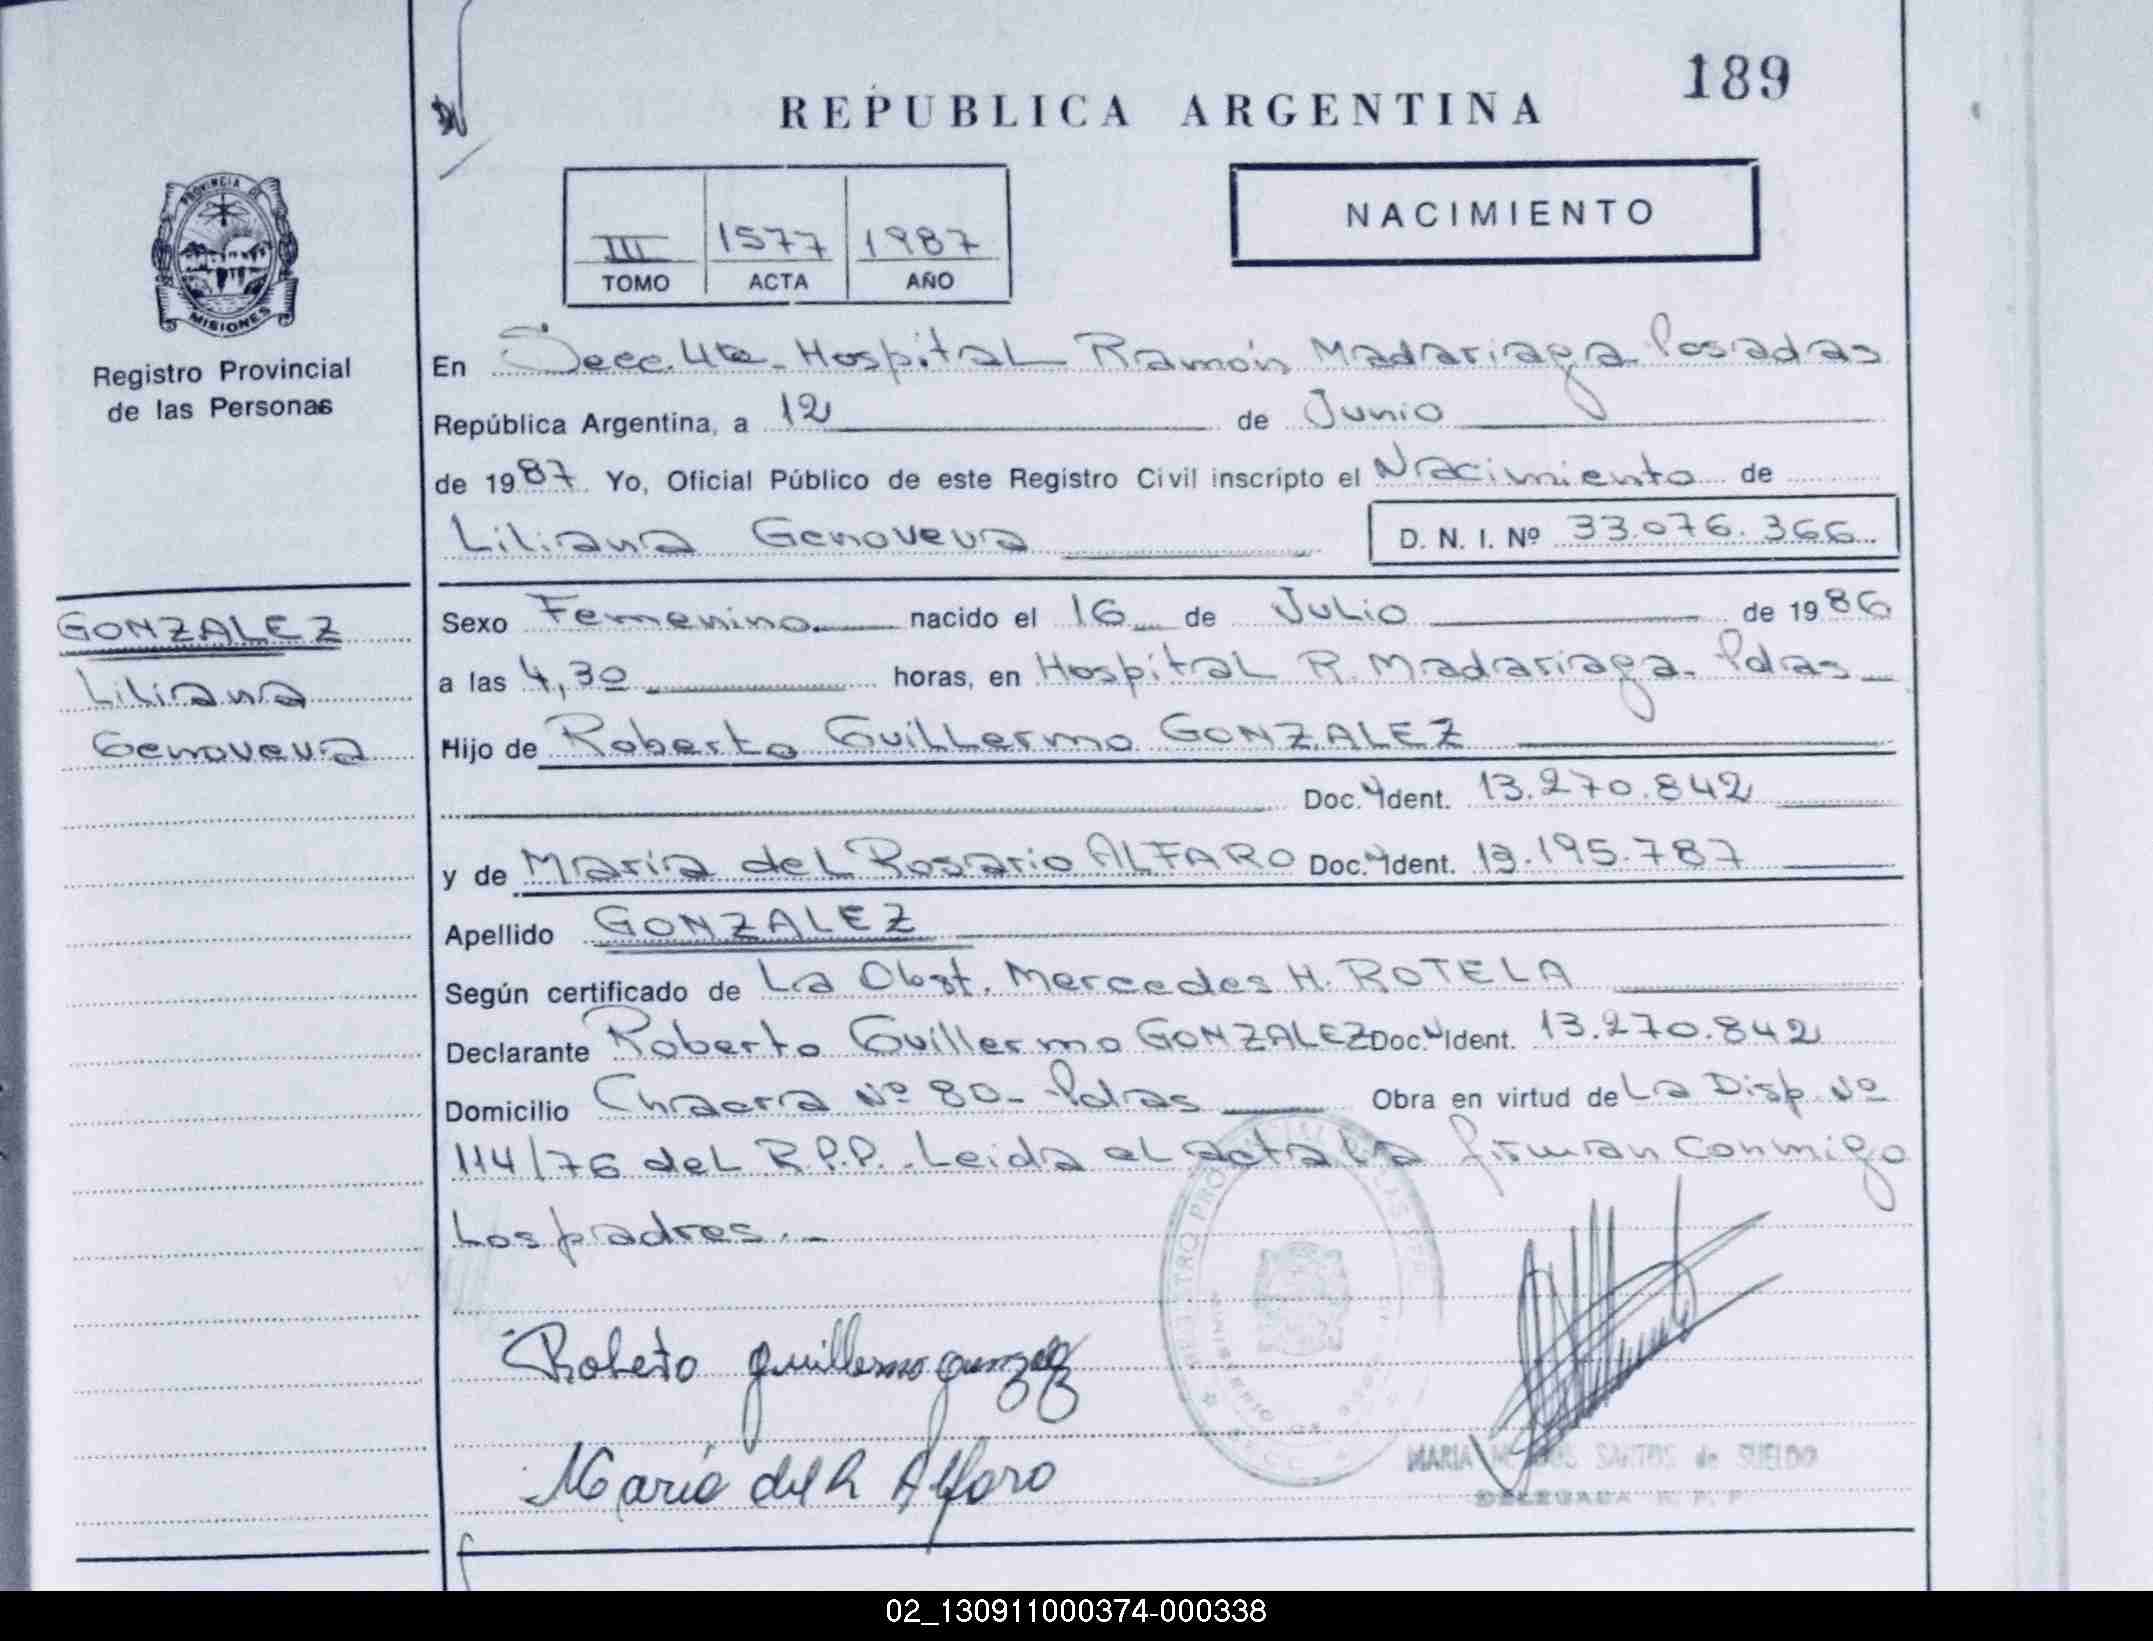 189
REPUBLICA ARGENTINA
NACIMIENTO
III 1577 1987
TOMO ACTA AÑO
PROVINCIA DE
MISIONES
Registro Provincial
de las Personas
En Secc. 4ta. Hospital Ramón Madariaga Posadas
República Argentina, a 12 de Junio
de 1987. Yo, Oficial Público de este Registro Civil inscripto el Nacimiento de
Liliana Genoveva D. N. I. Nº 33.076.366
GONZALEZ
Liliana
Genoveva
Sexo Femenino nacido el 16 de Julio de 1986
a las 4,30 horas, en Hospital R. Madariaga. Pdas
Hijo de Roberto Guillermo GONZALEZ
Doc. Ident. 13.270.842
y de María del Rosario ALFARO Doc. Ident. 13.195.787
Apellido GONZALEZ
Según certificado de La Obst. Mercedes H. ROTELA
Declarante Roberto Guillermo GONZALEZ Doc. Ident. 13.270.842
Domicilio Chacra Nº 80- Pdas Obra en virtud de La Disp. Nº
114/76 del R.P.P. Leida el acta la firman conmigo
Los padres.-
Roberto guillermo gonzalez
María del R Alfaro
MARIA DOS SANTOS de SUELDO
DELEGADA R. P. P.
02_130911000374-000338